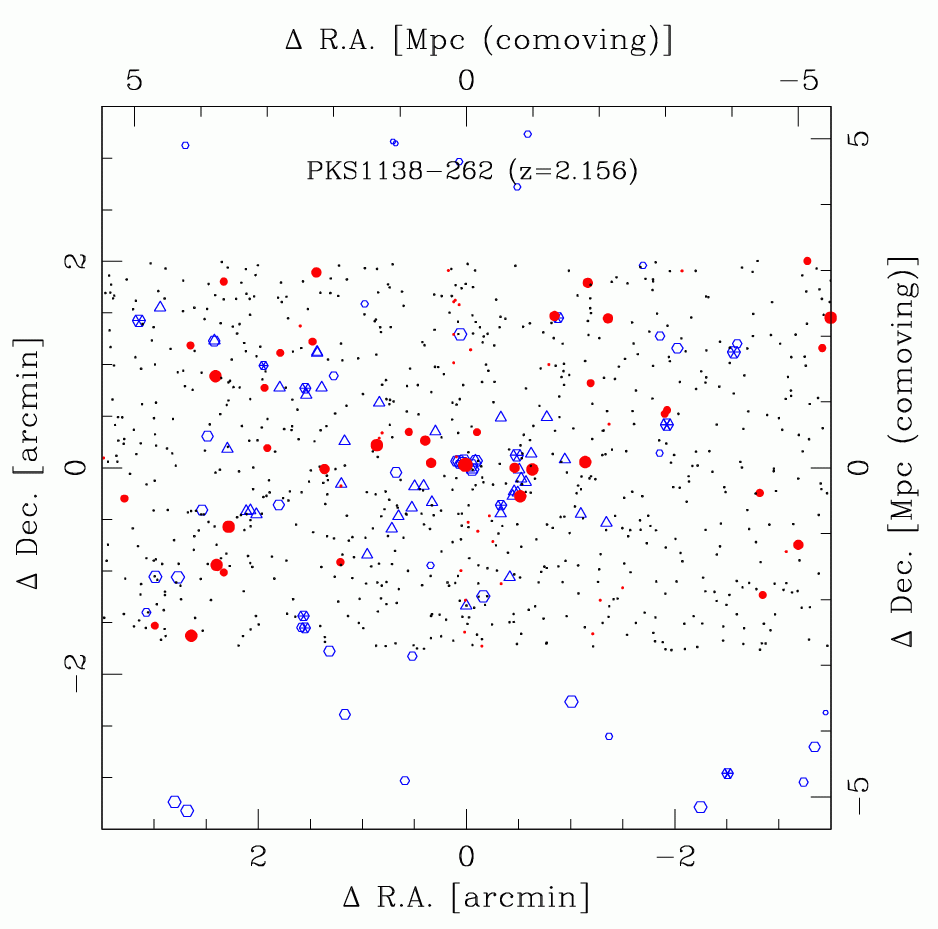 Δ R.A. [Mpc (comoving)]
5 0 −5
PKS1138−262 (z=2.156)
5
2
Δ Dec. [arcmin]
0
0
Δ Dec. [Mpc (comoving)]
−2
−5
2 0 −2
Δ R.A. [arcmin]